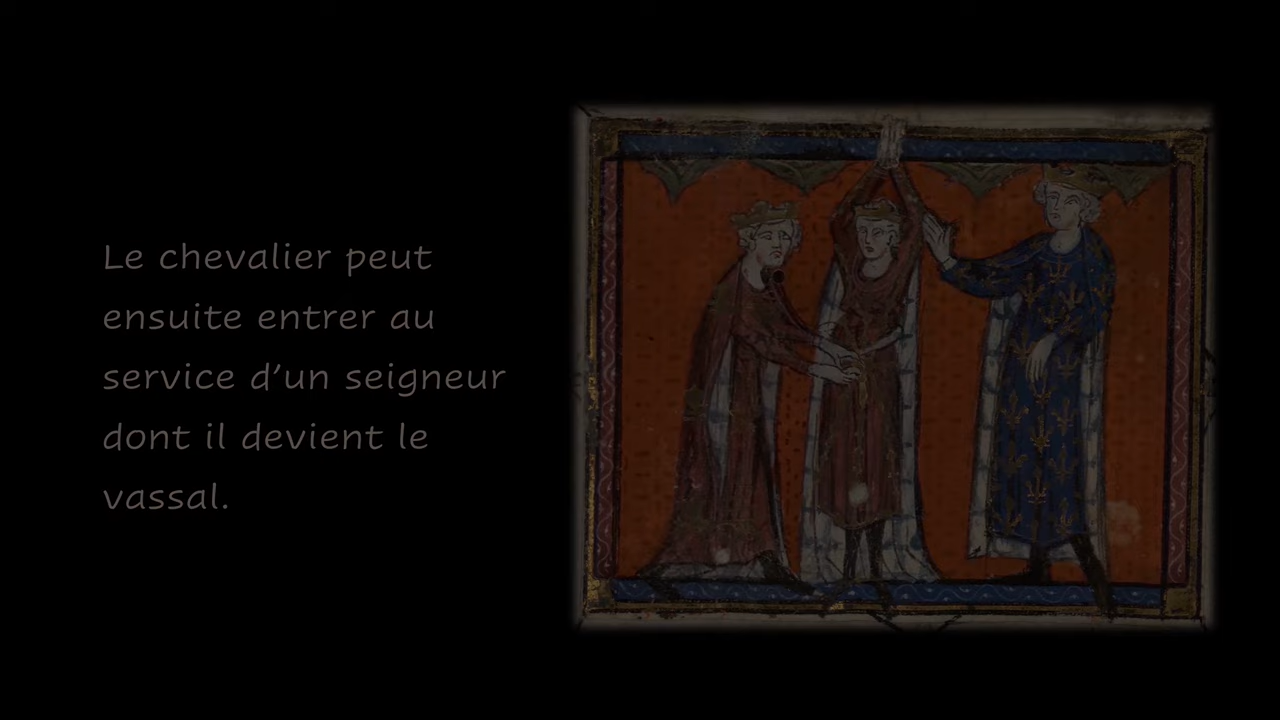 Le chevalier peut
ensuite entrer au
service d’un seigneur
dont il devient le
vassal.